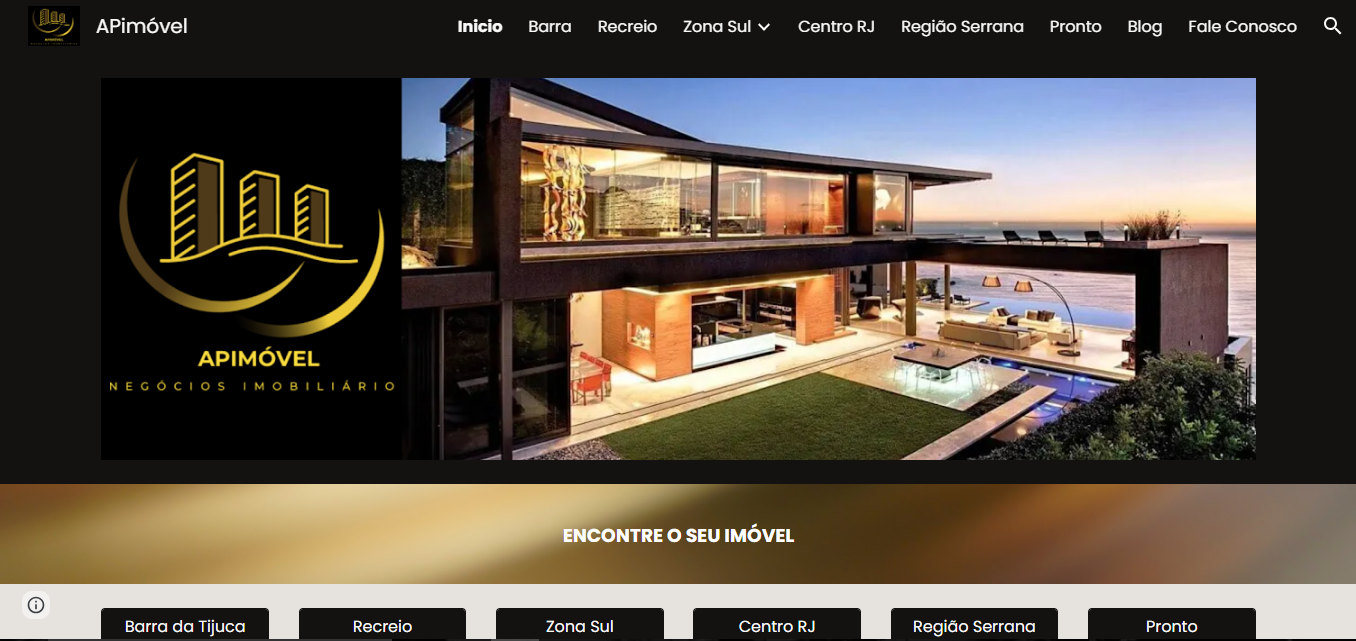 APimóvel
Inicio Barra Recreio Zona Sul Centro RJ Região Serrana Pronto Blog Fale Conosco
APIMÓVEL
NEGÓCIOS IMOBILIÁRIO
ENCONTRE O SEU IMÓVEL
Barra da Tijuca Recreio Zona Sul Centro RJ Região Serrana Pronto